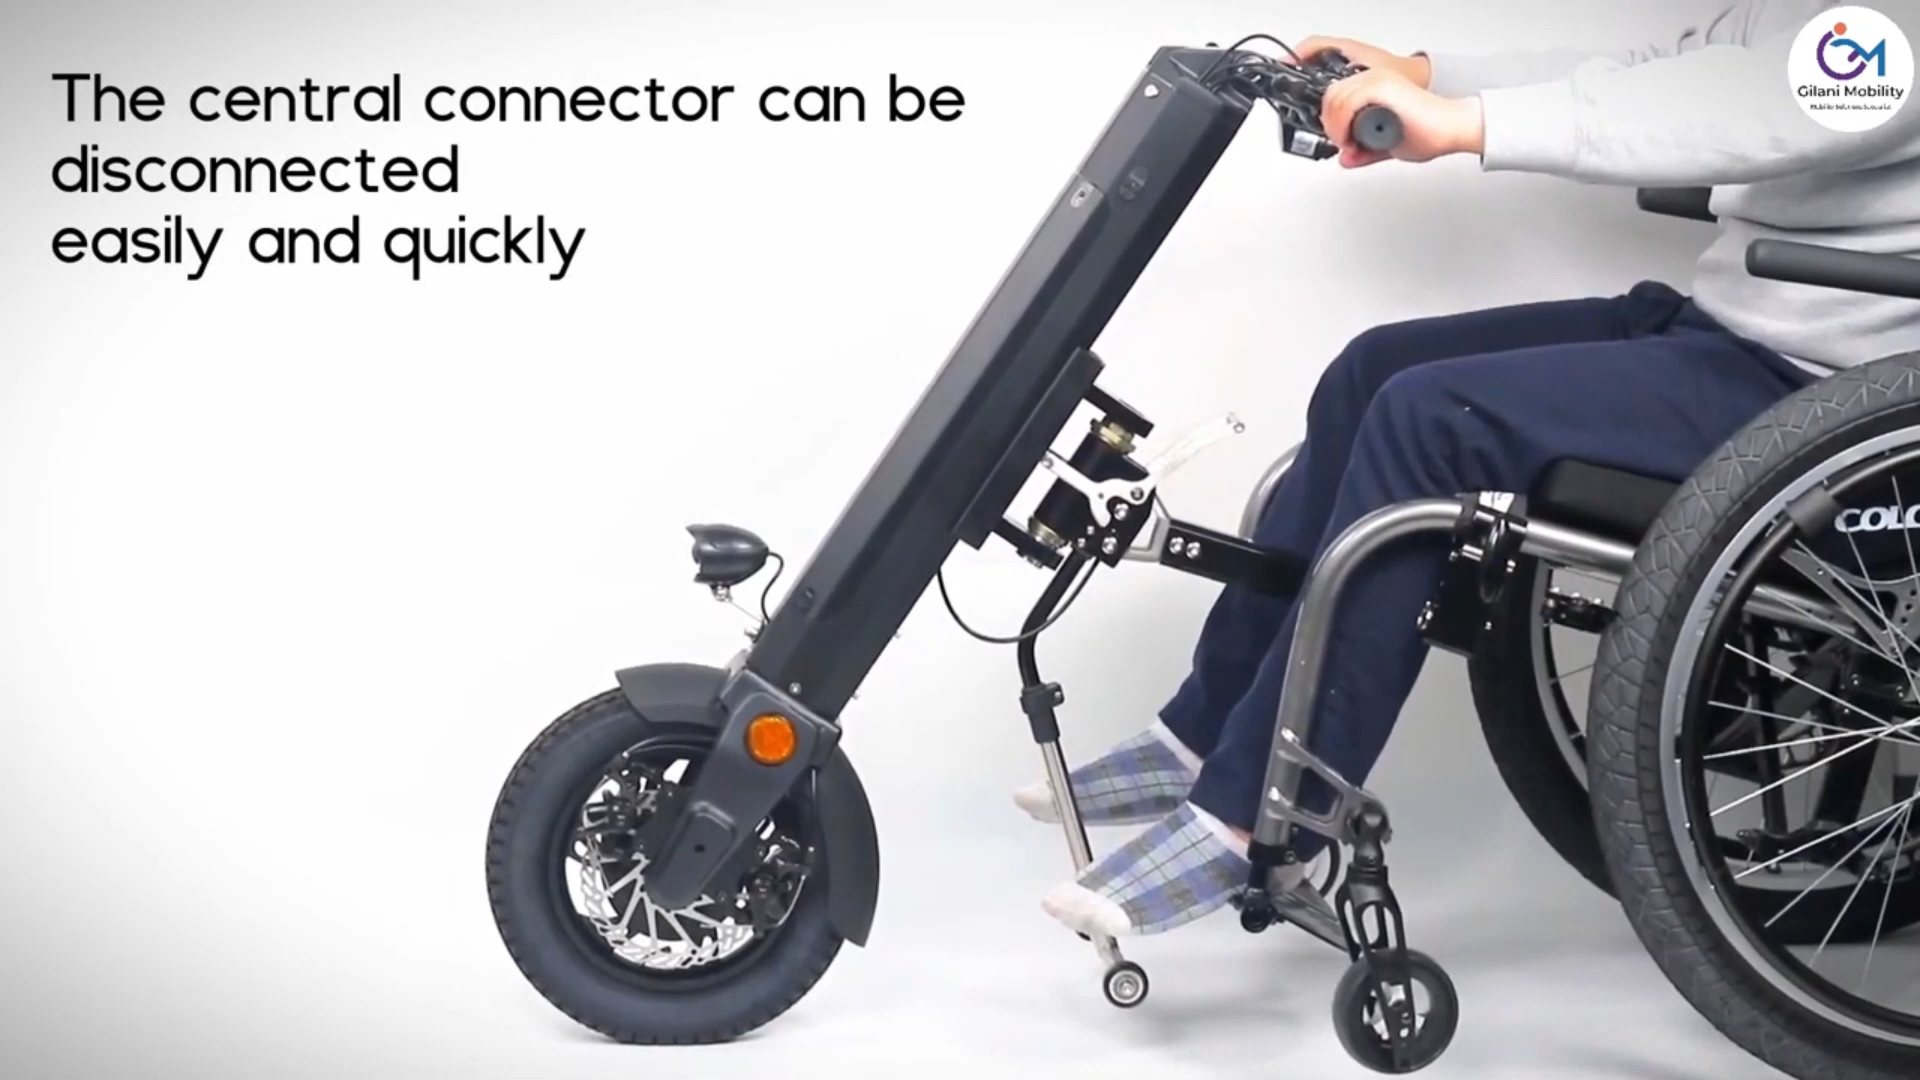 The central connector can be
disconnected
easily and quickly
Gilani Mobility
COLO